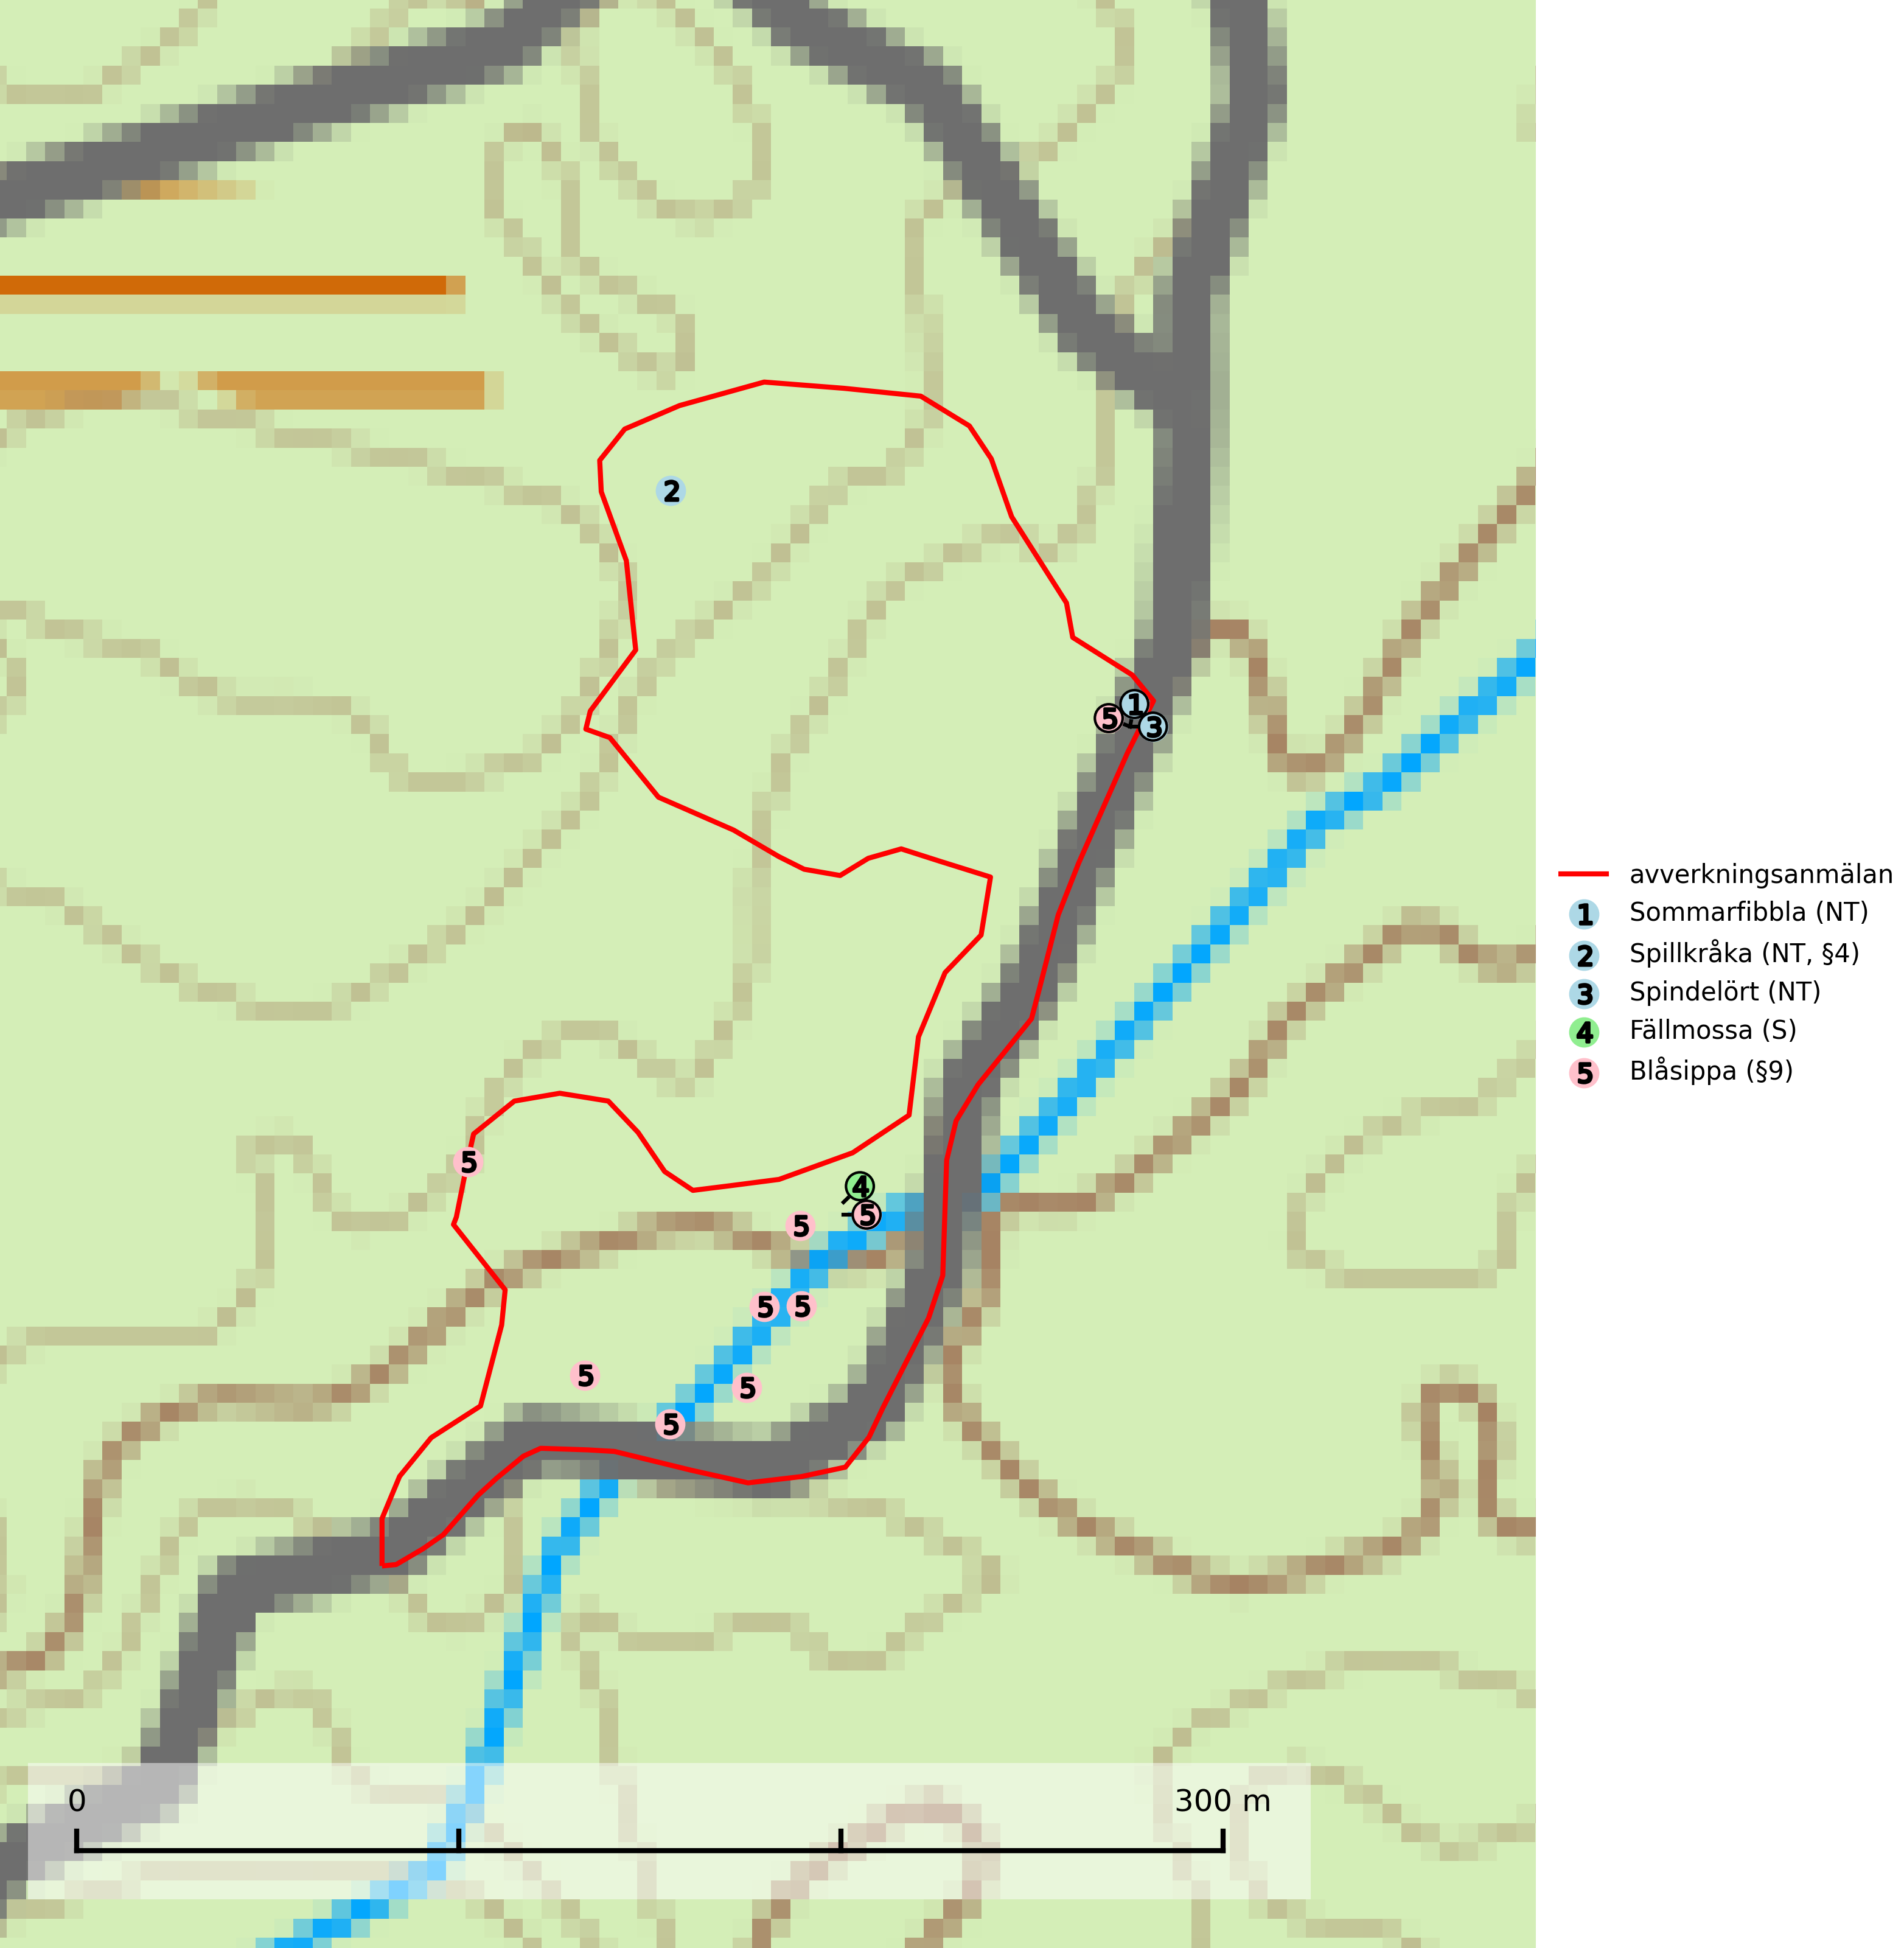 2
1
5
3
5
4
5
5
5
5
5
5
5
0
300 m
avverkningsanmälan
1 Sommarfibbla (NT)
2 Spillkråka (NT, §4)
3 Spindelört (NT)
4 Fällmossa (S)
5 Blåsippa (§9)